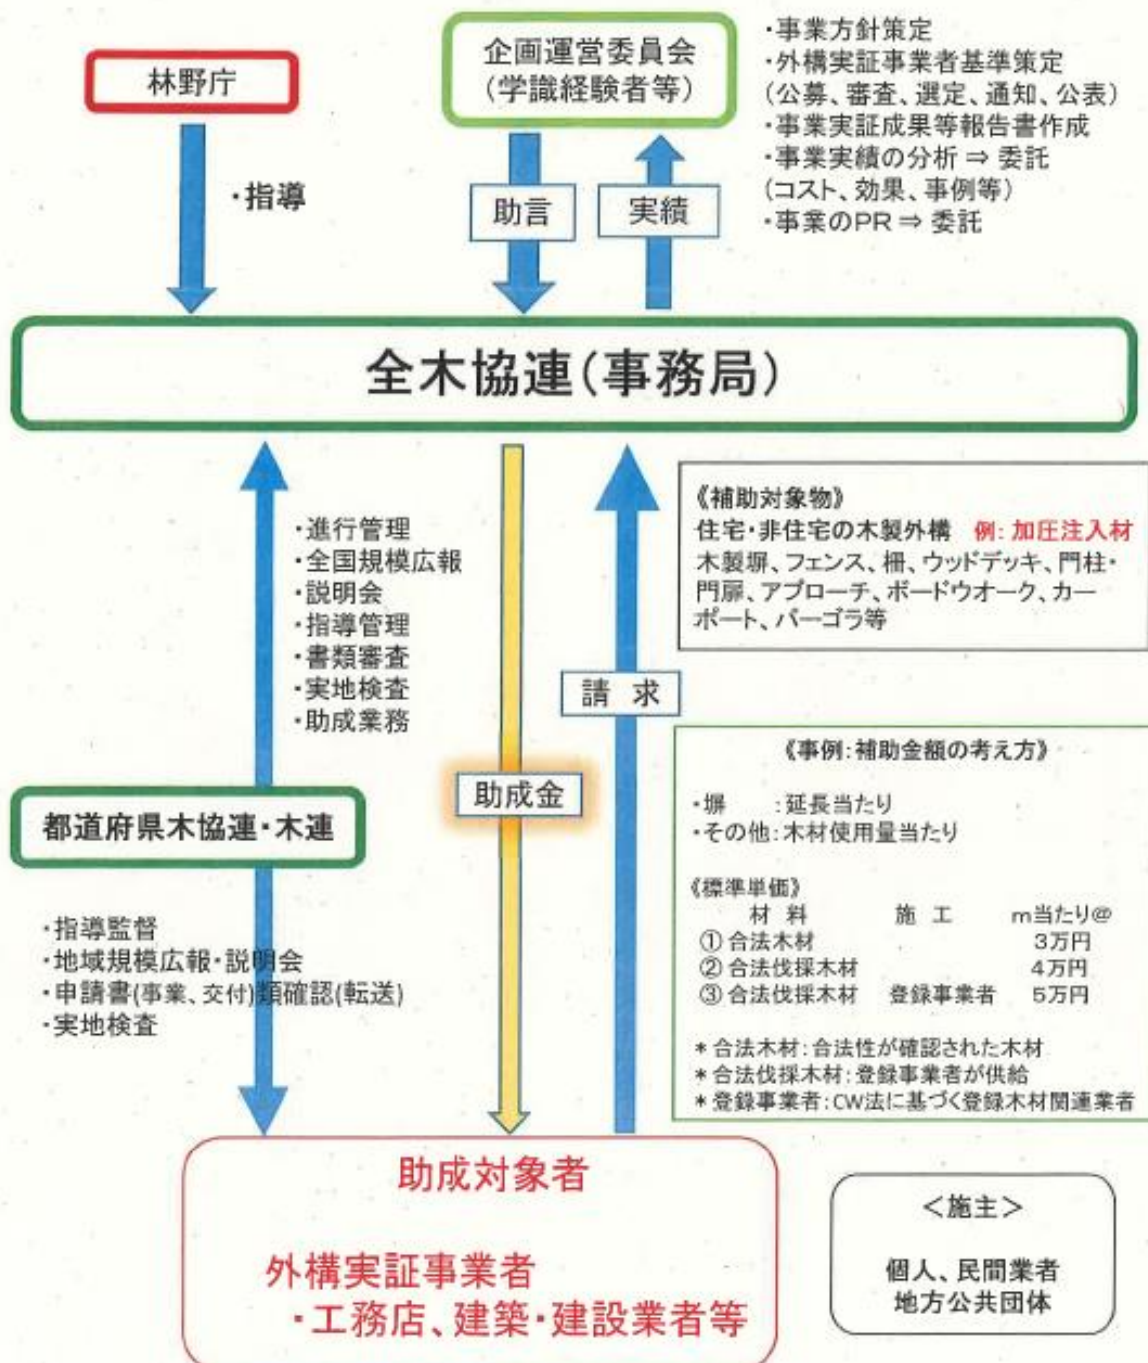 林野庁
企画運営委員会
(学識経験者等)
・事業方針策定
・外構実証事業者基準策定
(公募、審査、選定、通知、公表)
・事業実証成果等報告書作成
・事業実績の分析 ⇒ 委託
(コスト、効果、事例等)
・事業のPR ⇒ 委託
・指導
助言
実績
全木協連(事務局)
・進行管理
・全国規模広報
・説明会
・指導管理
・書類審査
・実地検査
・助成業務
《補助対象物》
住宅・非住宅の木製外構 例: 加圧注入材
木製塀、フェンス、柵、ウッドデッキ、門柱・
門扉、アプローチ、ボードウオーク、カー
ポート、パーゴラ等
請 求
助成金
都道府県木協連・木連
・指導監督
・地域規模広報・説明会
・申請書(事業、交付)類確認(転送)
・実地検査
《事例:補助金額の考え方》
・塀 :延長当たり
・その他:木材使用量当たり
《標準単価》
材 料 施 工 m当たり@
① 合法木材 3万円
② 合法伐採木材 4万円
③ 合法伐採木材 登録事業者 5万円
* 合法木材:合法性が確認された木材
* 合法伐採木材:登録事業者が供給
* 登録事業者:CW法に基づく登録木材関連業者
助成対象者
外構実証事業者
・工務店、建築・建設業者等
<施主>
個人、民間業者
地方公共団体